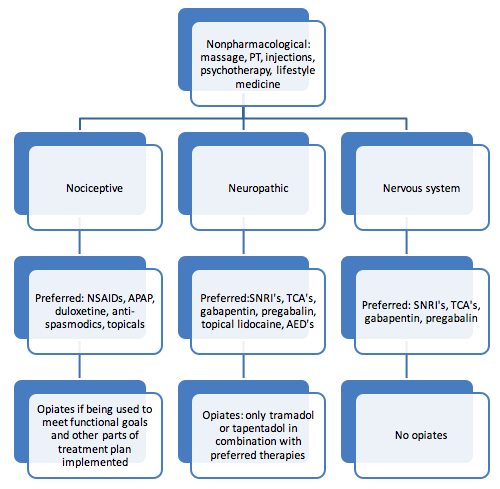 Nonpharmacological:
massage, PT, injections,
psychotherapy, lifestyle
medicine
Nociceptive
Neuropathic
Nervous system
Preferred: NSAIDs, APAP,
duloxetine, anti-
spasmodics, topicals
Preferred:SNRI's, TCA's,
gabapentin, pregabalin,
topical lidocaine, AED's
Preferred: SNRI's, TCA's,
gabapentin, pregabalin
Opiates if being used to
meet functional goals
and other parts of
treatment plan
implemented
Opiates: only tramadol
or tapentadol in
combination with
preferred therapies
No opiates